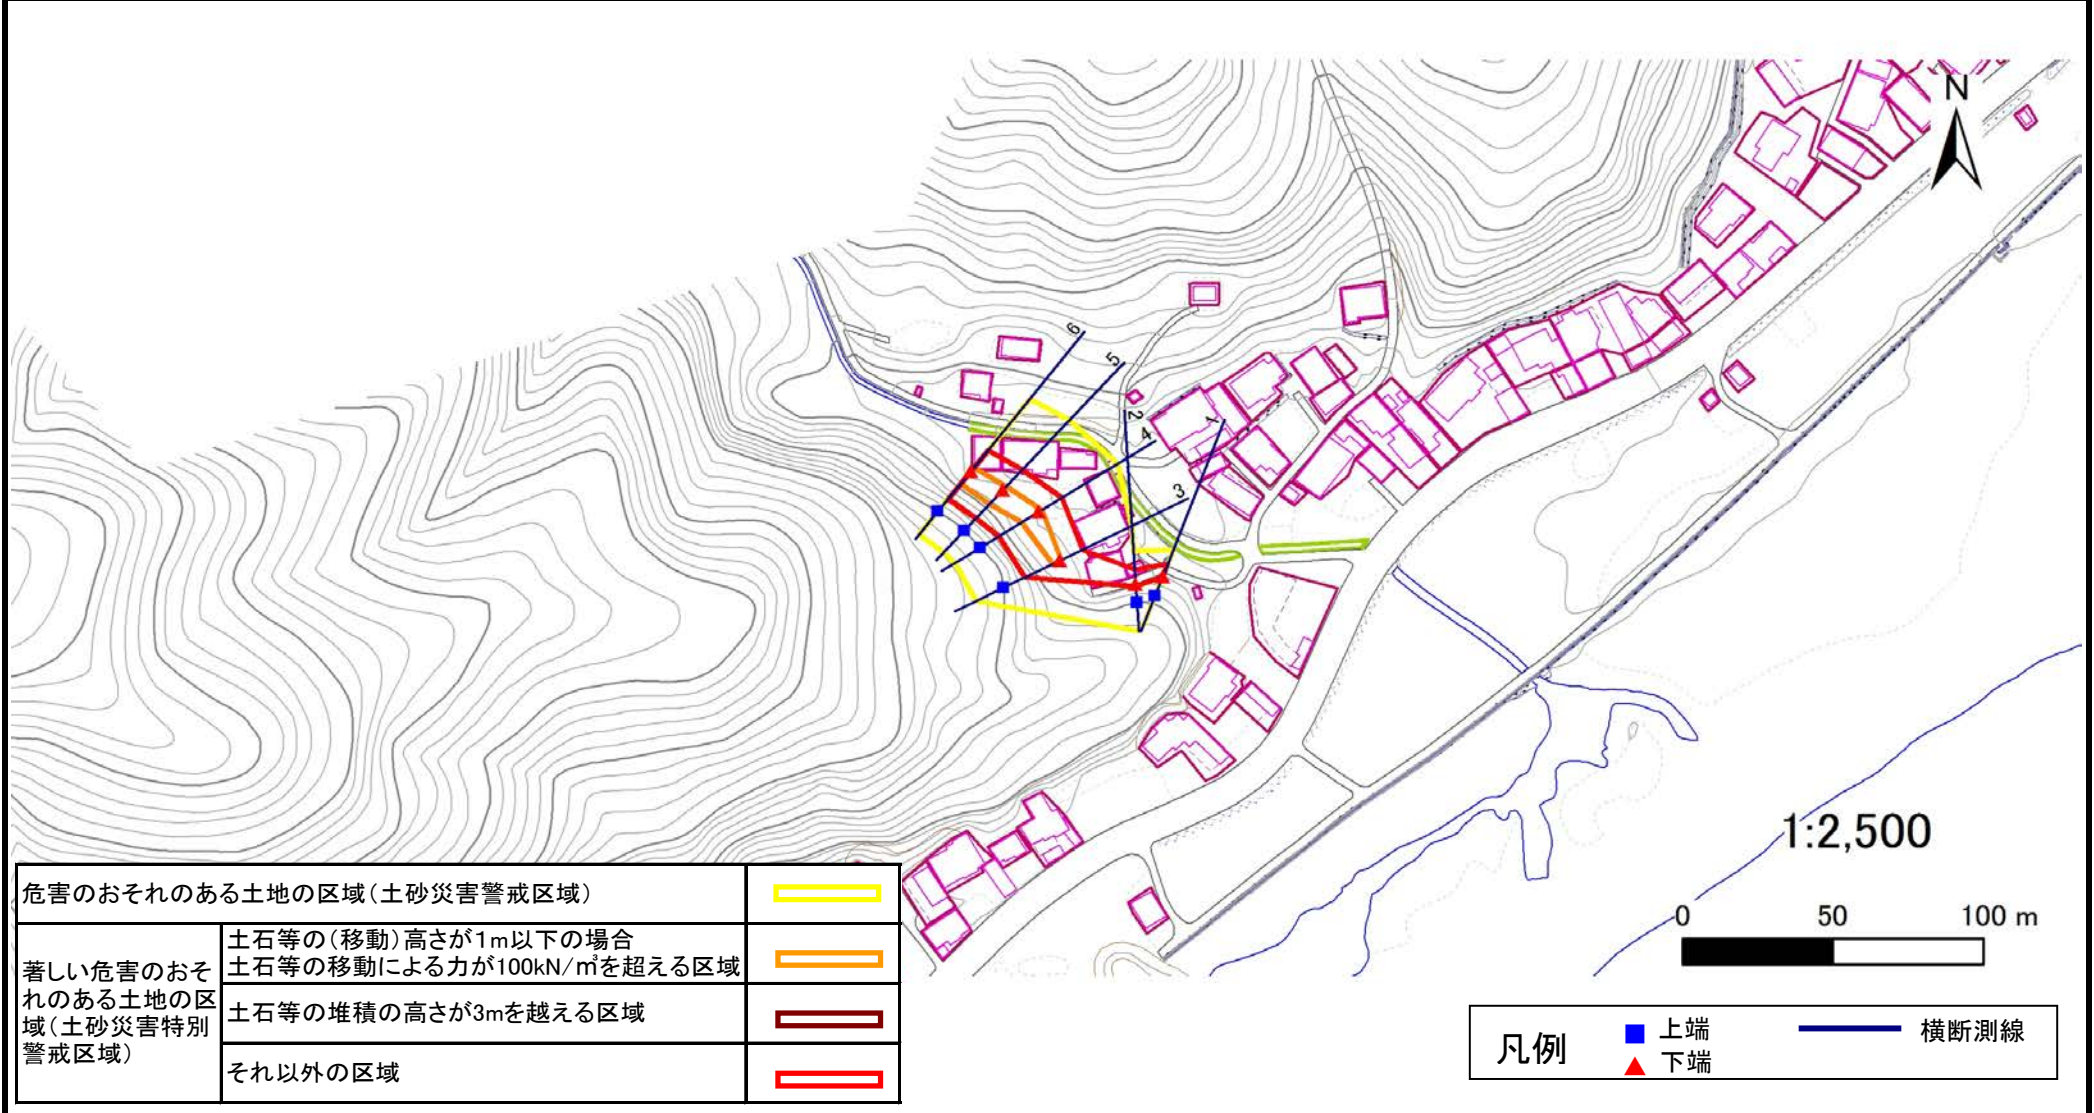 N
6
5
2
4
1
3
1:2,500
0 50 100 m
危害のおそれのある土地の区域(土砂災害警戒区域)
著しい危害のおそ
れのある土地の区
域(土砂災害特別
警戒区域)
土石等の(移動)高さが1m以下の場合
土石等の移動による力が100kN/㎡を超える区域
土石等の堆積の高さが3mを越える区域
それ以外の区域
凡例
上端
下端
横断測線